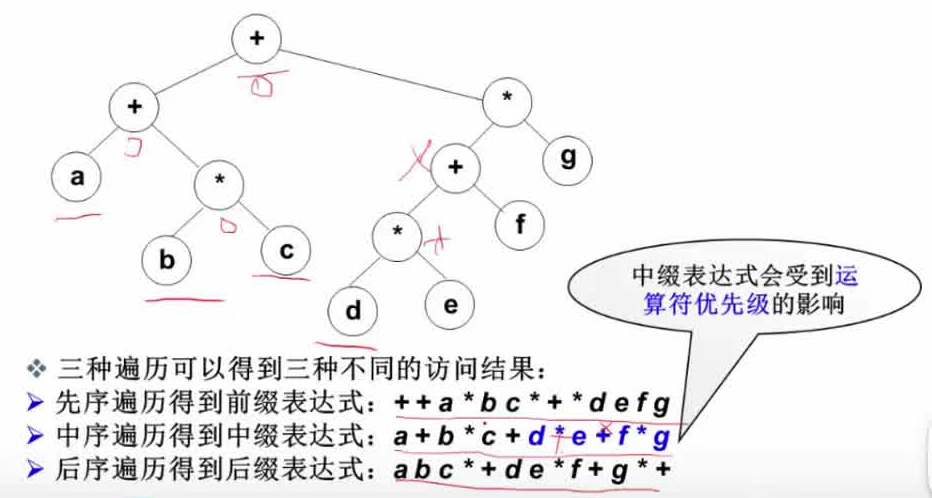 +
+
*
a
*
+
g
b
c
*
f
d
e
中缀表达式会受到运
算符优先级的影响
❖ 三种遍历可以得到三种不同的访问结果：
➢ 先序遍历得到前缀表达式：+ + a * b c * + * d e f g
➢ 中序遍历得到中缀表达式：a + b * c + d * e + f * g
➢ 后序遍历得到后缀表达式：a b c * + d e * f + g * +